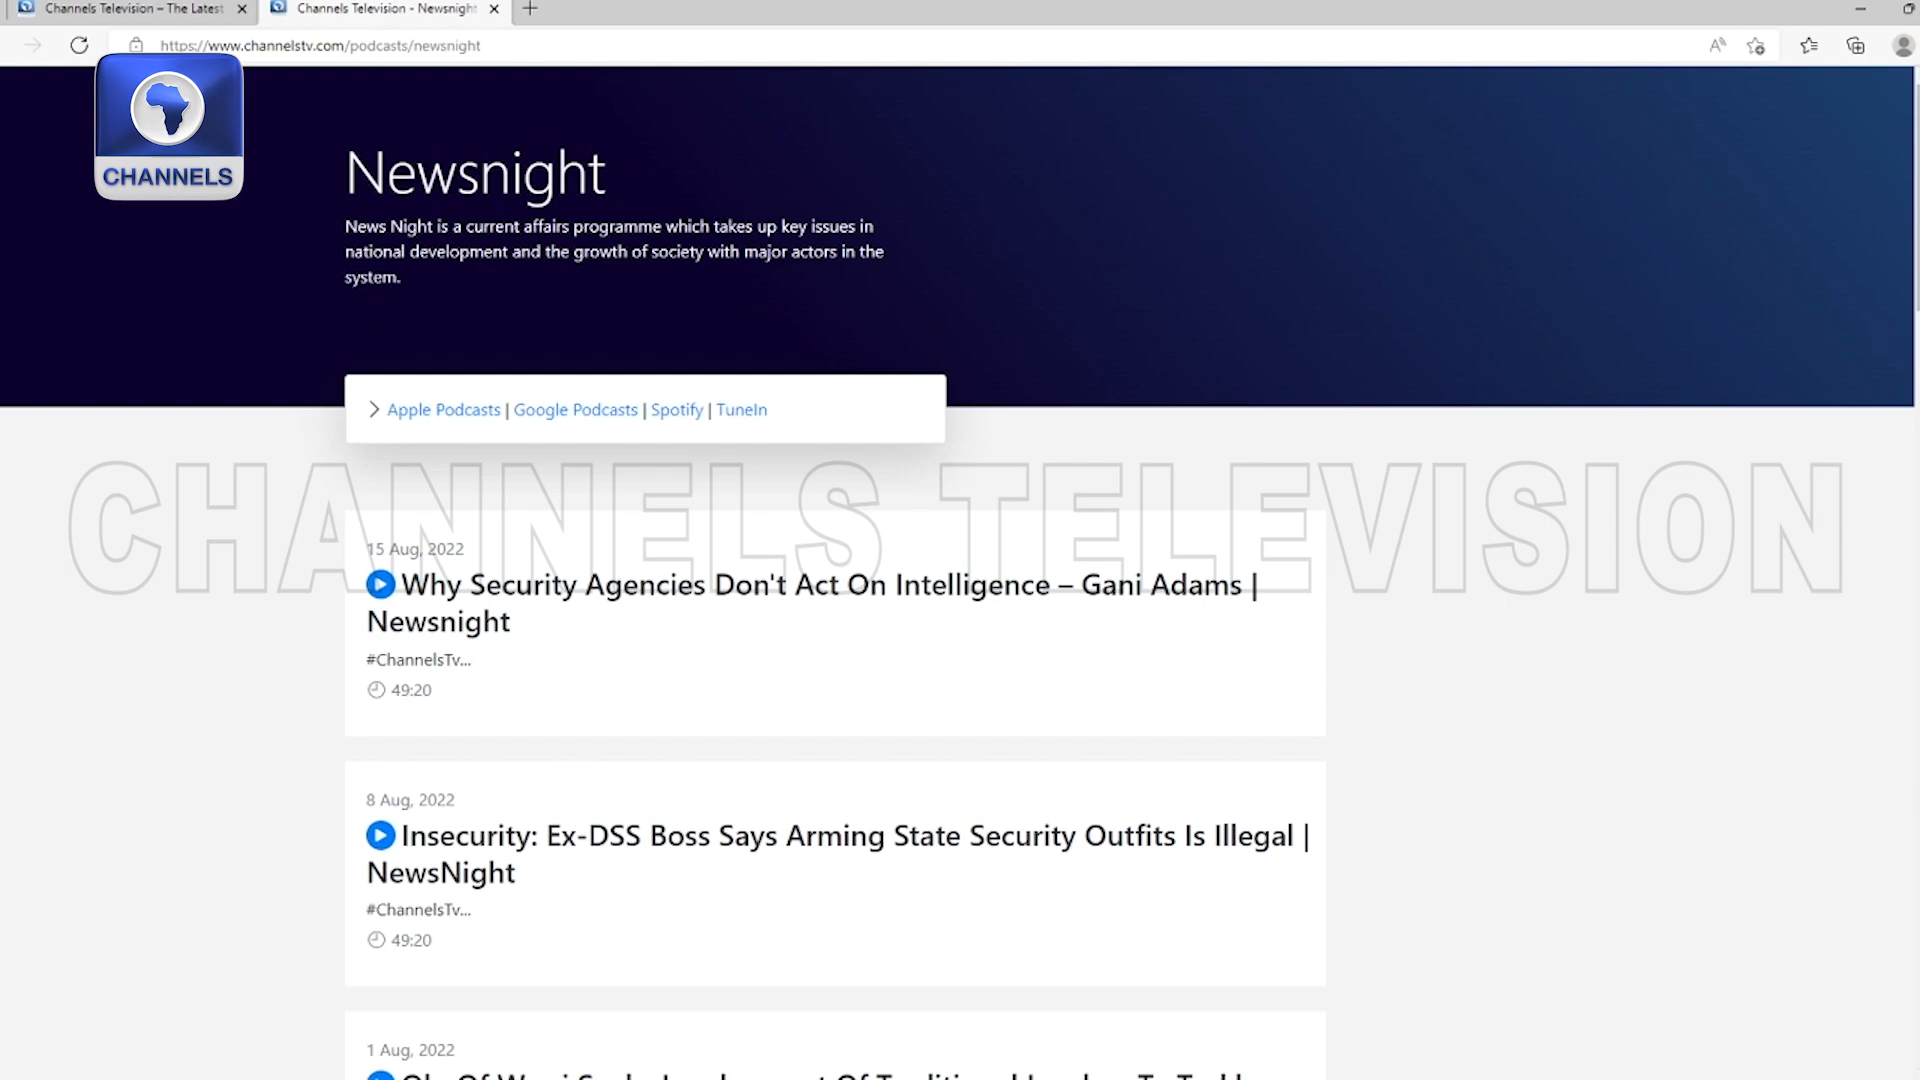 Channels Television – The Latest
Channels Television - Newsnight
https://www.channelstv.com/podcasts/newsnight
CHANNELS
Newsnight
News Night is a current affairs programme which takes up key issues in
national development and the growth of society with major actors in the
system.
Apple Podcasts | Google Podcasts | Spotify | TuneIn
CHANNELS TELEVISION
15 Aug, 2022
Why Security Agencies Don't Act On Intelligence – Gani Adams |
Newsnight
#ChannelsTv...
49:20
8 Aug, 2022
Insecurity: Ex-DSS Boss Says Arming State Security Outfits Is Illegal |
NewsNight
#ChannelsTv...
49:20
1 Aug, 2022